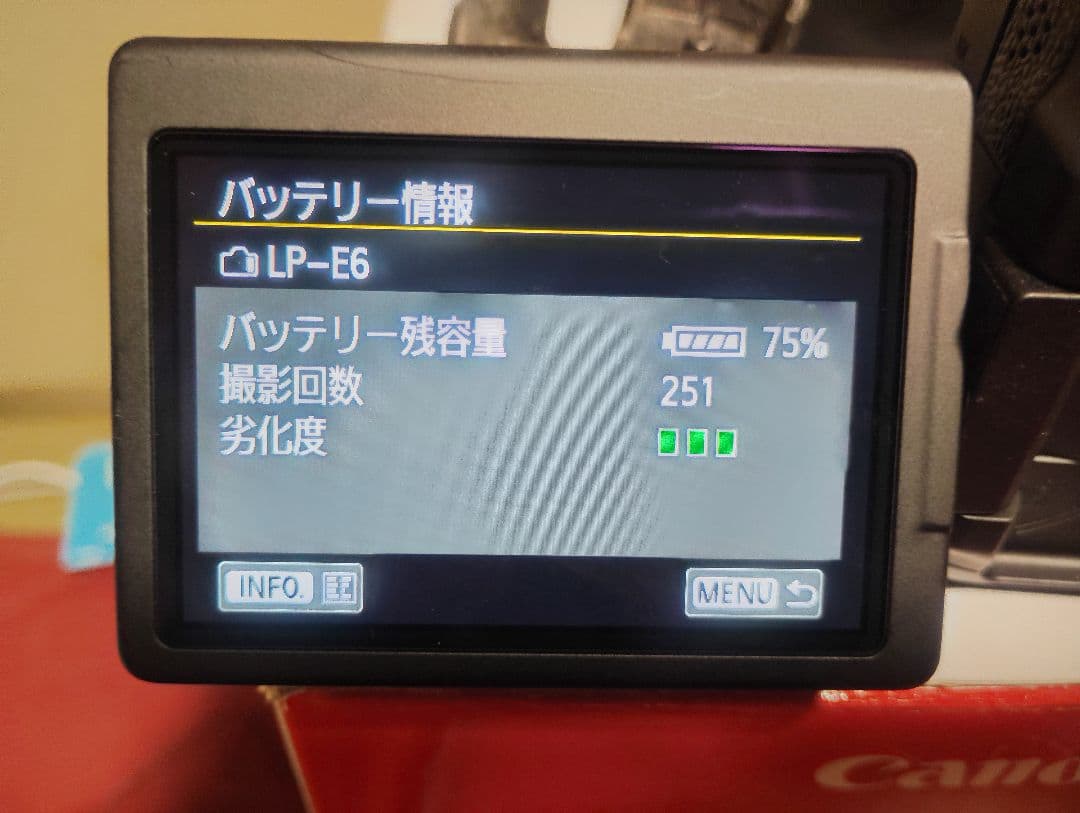 バッテリー情報
LP-E6
バッテリー残容量 75%
撮影回数 251
劣化度
INFO. MENU